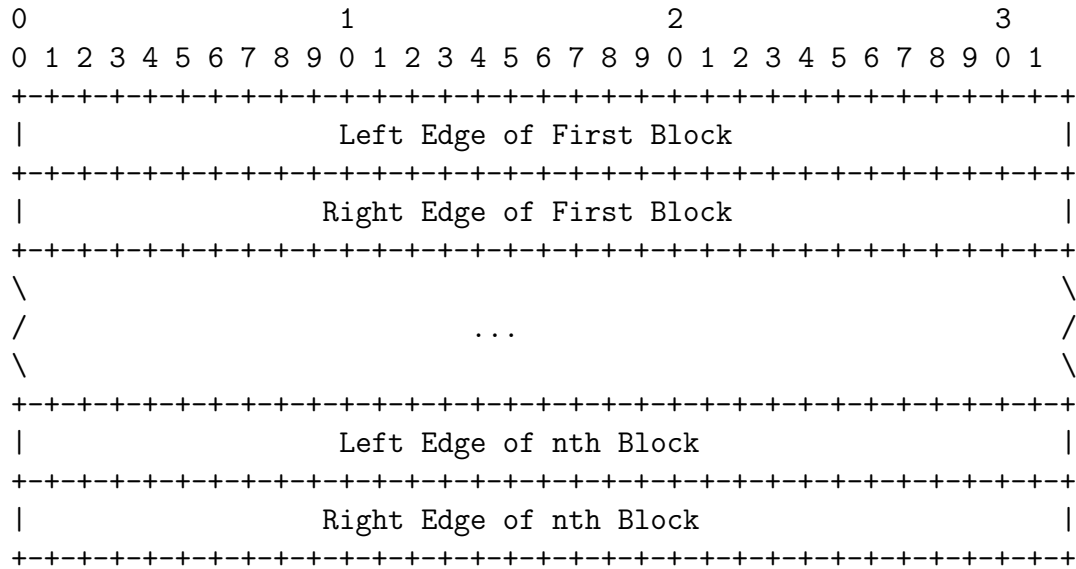 0                   1                   2                   3
0 1 2 3 4 5 6 7 8 9 0 1 2 3 4 5 6 7 8 9 0 1 2 3 4 5 6 7 8 9 0 1
+-+-+-+-+-+-+-+-+-+-+-+-+-+-+-+-+-+-+-+-+-+-+-+-+-+-+-+-+-+-+-+-+
|                   Left Edge of First Block                    |
+-+-+-+-+-+-+-+-+-+-+-+-+-+-+-+-+-+-+-+-+-+-+-+-+-+-+-+-+-+-+-+-+
|                  Right Edge of First Block                    |
+-+-+-+-+-+-+-+-+-+-+-+-+-+-+-+-+-+-+-+-+-+-+-+-+-+-+-+-+-+-+-+-+
\                                                               \
/                           ...                                 /
\                                                               \
+-+-+-+-+-+-+-+-+-+-+-+-+-+-+-+-+-+-+-+-+-+-+-+-+-+-+-+-+-+-+-+-+
|                   Left Edge of nth Block                      |
+-+-+-+-+-+-+-+-+-+-+-+-+-+-+-+-+-+-+-+-+-+-+-+-+-+-+-+-+-+-+-+-+
|                  Right Edge of nth Block                      |
+-+-+-+-+-+-+-+-+-+-+-+-+-+-+-+-+-+-+-+-+-+-+-+-+-+-+-+-+-+-+-+-+